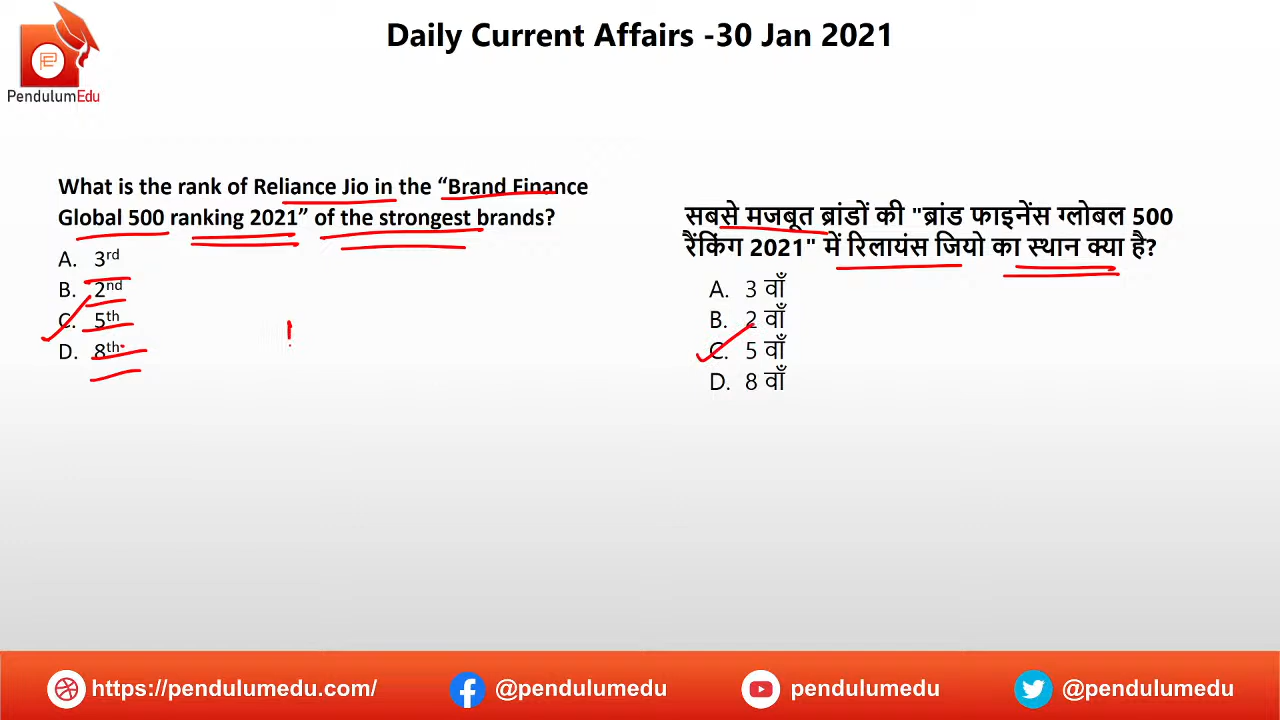 Daily Current Affairs -30 Jan 2021
PendulumEdu
What is the rank of Reliance Jio in the “Brand Finance
Global 500 ranking 2021” of the strongest brands?
A. 3rd
B. 2nd
C. 5th
D. 8th
सबसे मजबूत ब्रांडों की "ब्रांड फाइनेंस ग्लोबल 500
रैंकिंग 2021" में रिलायंस जियो का स्थान क्या है?
A. 3 वाँ
B. 2 वाँ
C. 5 वाँ
D. 8 वाँ
https://pendulumedu.com/
@pendulumedu
pendulumedu
@pendulumedu